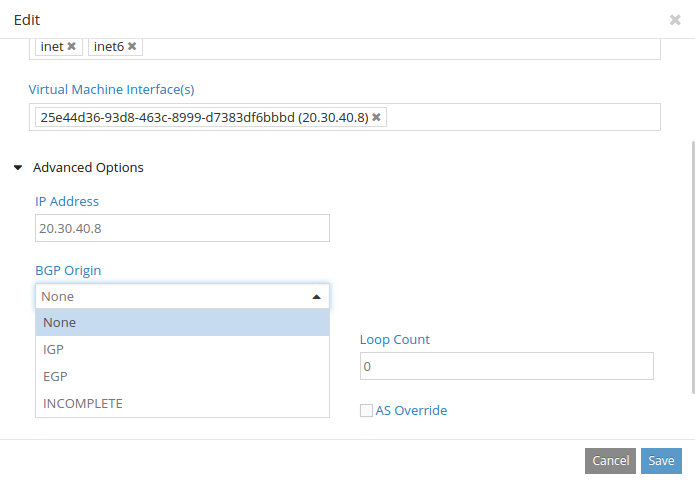 Edit ✖
inet ✖ inet6 ✖
Virtual Machine Interface(s)
25e44d36-93d8-463c-8999-d7383df6bbbd (20.30.40.8) ✖
Advanced Options
IP Address
20.30.40.8
BGP Origin
None
None
IGP
EGP
INCOMPLETE
Loop Count
0
AS Override
Cancel Save